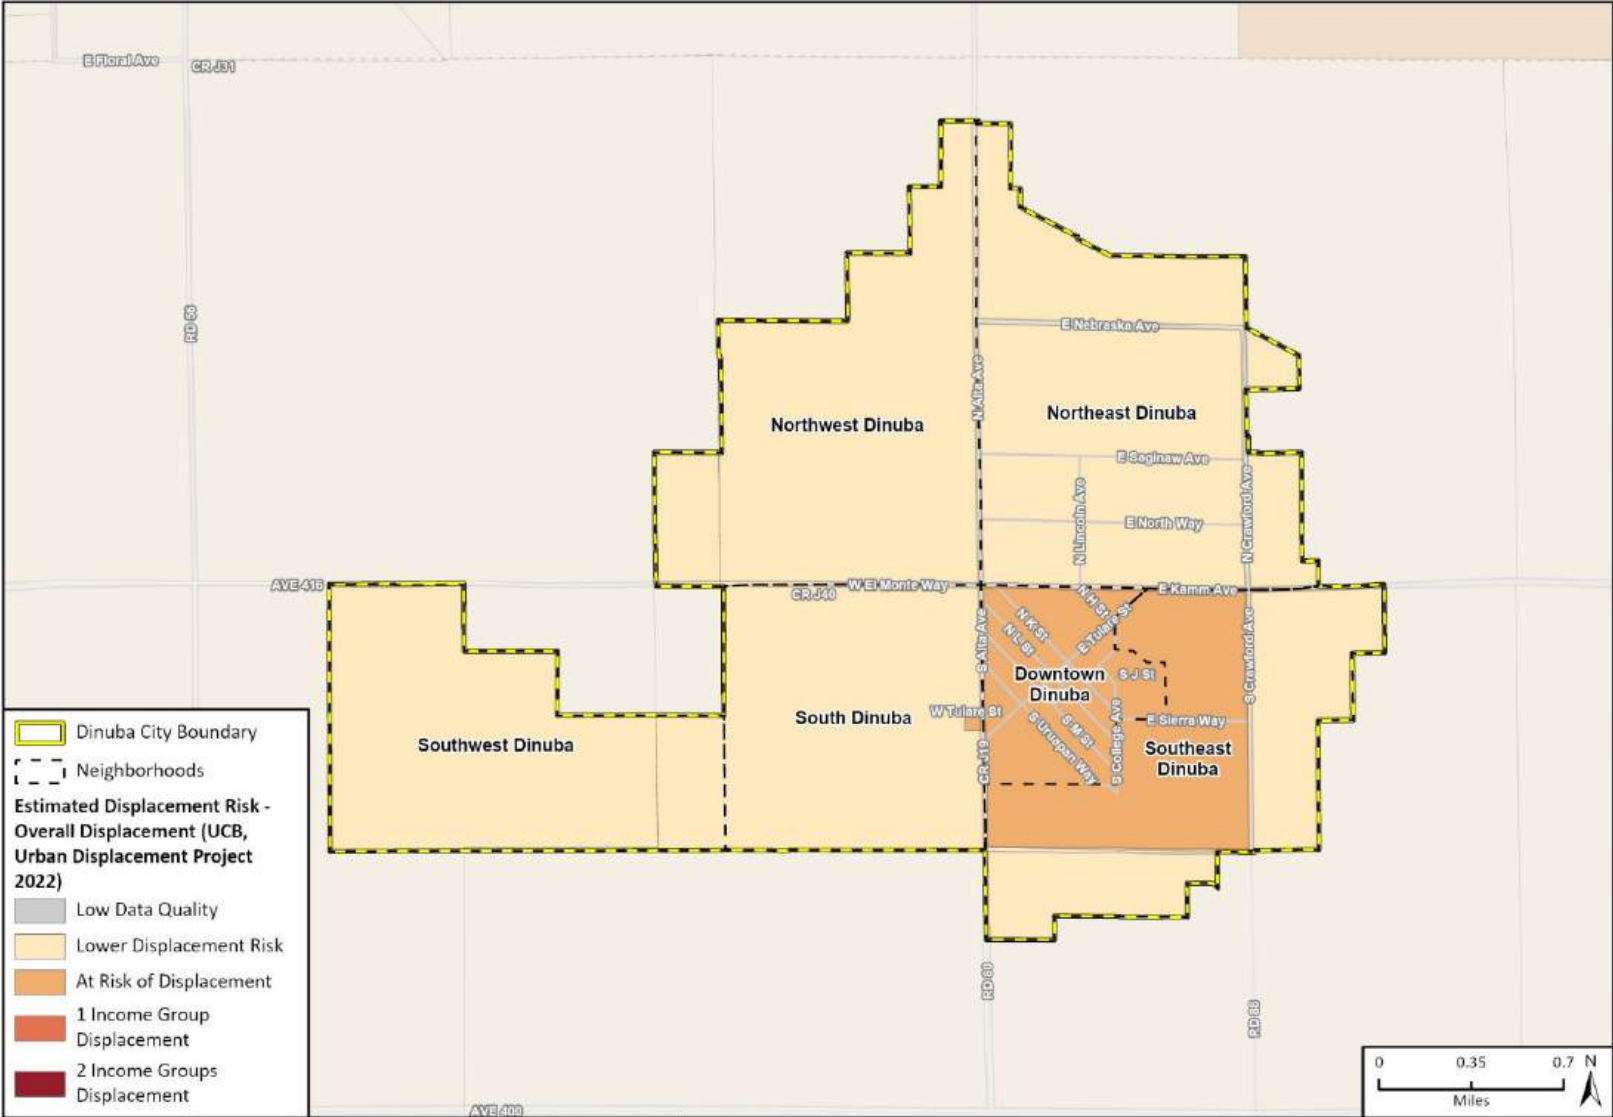 E Floral Ave
CR J31
RD 56
E Nebraska Ave
N Alta Ave
Northeast Dinuba
Northwest Dinuba
E Saginaw Ave
N Crawford Ave
N Lincoln Ave
E North Way
AVE 416
W El Monte Way
CR J40
E Kamm Ave
N H St
N K St
E Tulare St
N L St
S Alta Ave
S Crawford Ave
Downtown
Dinuba
S J St
W Tulare St
South Dinuba
S M St
E Sierra Way
S Uruapan Way
S College Ave
Southwest Dinuba
Southeast
Dinuba
CR J19
RD 80
RD 86
AVE 400
Dinuba City Boundary
Neighborhoods
Estimated Displacement Risk -
Overall Displacement (UCB,
Urban Displacement Project
2022)
Low Data Quality
Lower Displacement Risk
At Risk of Displacement
1 Income Group
Displacement
2 Income Groups
Displacement
0 0.35 0.7 N
Miles